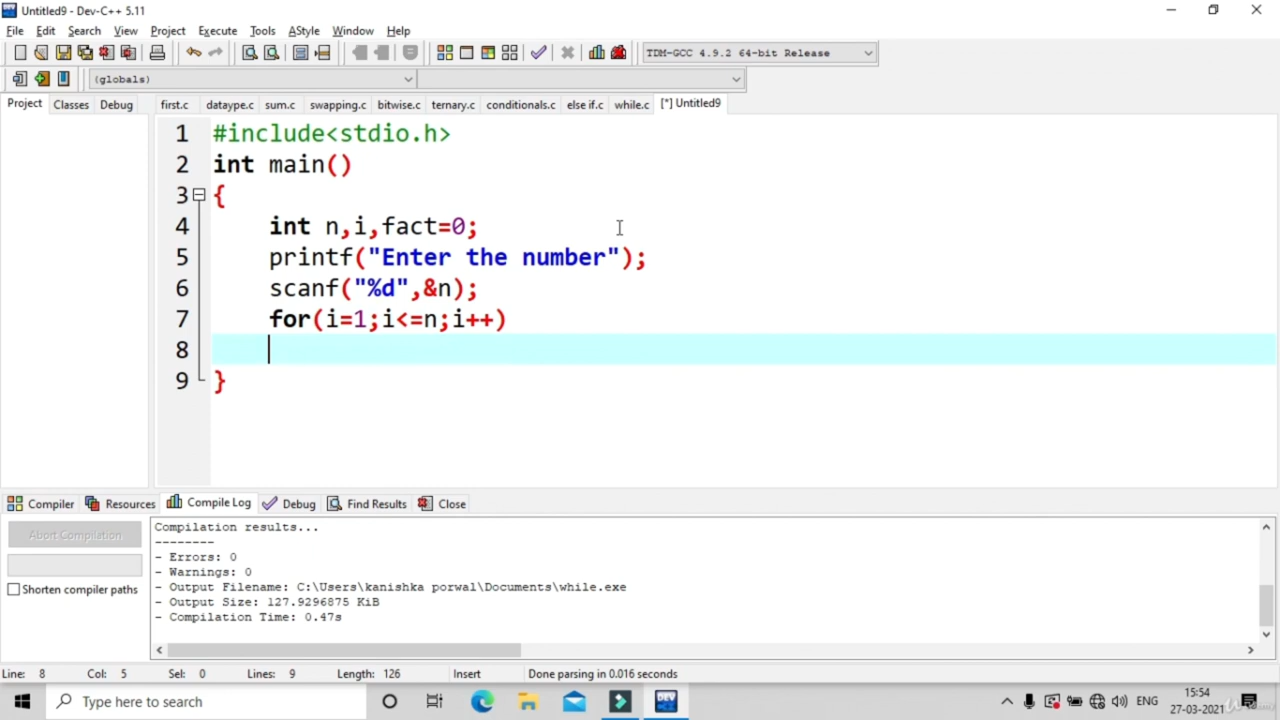 Untitled9 - Dev-C++ 5.11
File Edit Search View Project Execute Tools AStyle Window Help
TDM-GCC 4.9.2 64-bit Release
(globals)
Project Classes Debug first.c dataype.c sum.c swapping.c bitwise.c ternary.c conditionals.c else if.c while.c [*] Untitled9
1 #include<stdio.h>
2 int main()
3 {
4 int n,i,fact=0;
5 printf("Enter the number");
6 scanf("%d",&n);
7 for(i=1;i<=n;i++)
8
9 }
Compiler Resources Compile Log Debug Find Results Close
Abort Compilation
Shorten compiler paths
Compilation results...
--------
- Errors: 0
- Warnings: 0
- Output Filename: C:\Users\kanishka porwal\Documents\while.exe
- Output Size: 127.9296875 KiB
- Compilation Time: 0.47s
Line: 8 Col: 5 Sel: 0 Lines: 9 Length: 126 Insert Done parsing in 0.016 seconds
Type here to search
DEV
ENG
15:54
27-03-2021